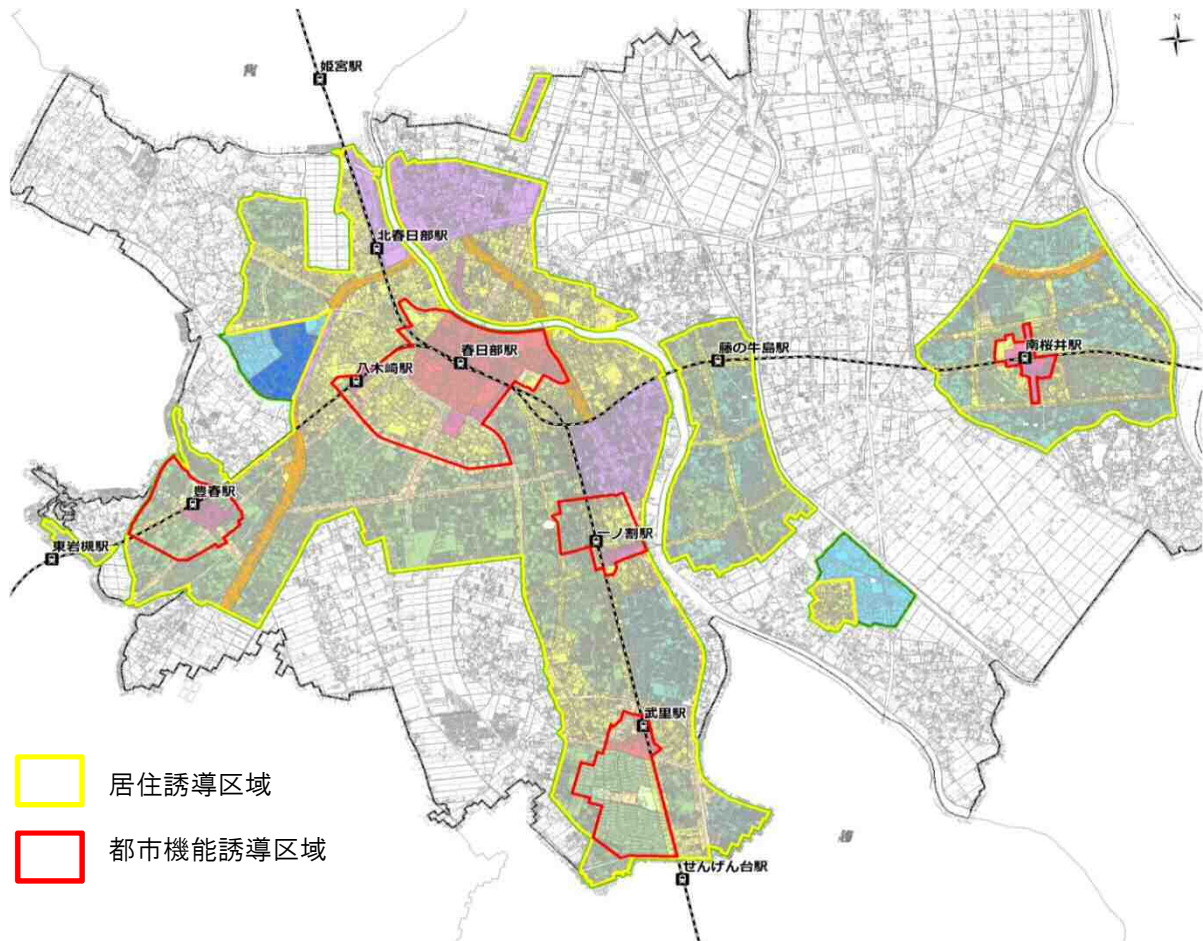 N
姫宮駅
北春日部駅
春日部駅
藤の牛島駅
南桜井駅
八木崎駅
豊春駅
東岩槻駅
一ノ割駅
武里駅
せんげん台駅
居住誘導区域
都市機能誘導区域